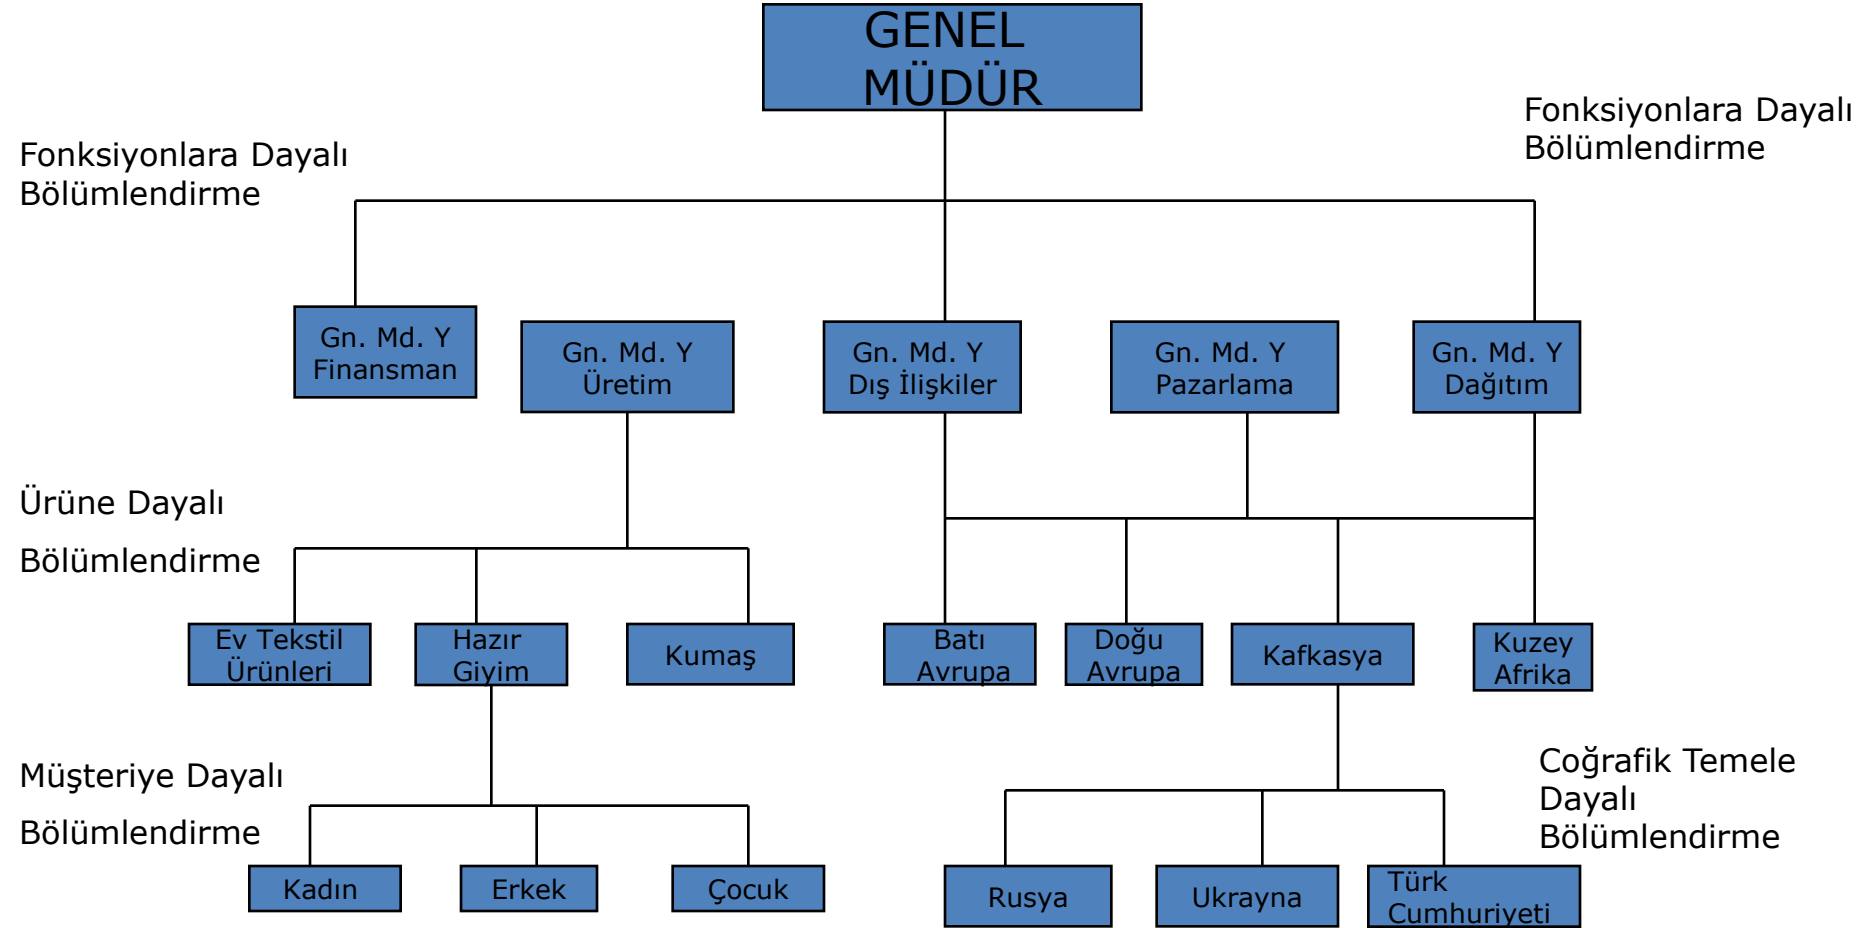 GENEL
MÜDÜR
Fonksiyonlara Dayalı
Bölümlendirme
Fonksiyonlara Dayalı
Bölümlendirme
Gn. Md. Y
Finansman
Gn. Md. Y
Üretim
Gn. Md. Y
Dış İlişkiler
Gn. Md. Y
Pazarlama
Gn. Md. Y
Dağıtım
Ürüne Dayalı
Bölümlendirme
Ev Tekstil
Ürünleri
Hazır
Giyim
Kumaş
Batı
Avrupa
Doğu
Avrupa
Kafkasya
Kuzey
Afrika
Müşteriye Dayalı
Bölümlendirme
Coğrafik Temele
Dayalı
Bölümlendirme
Kadın
Erkek
Çocuk
Rusya
Ukrayna
Türk
Cumhuriyeti